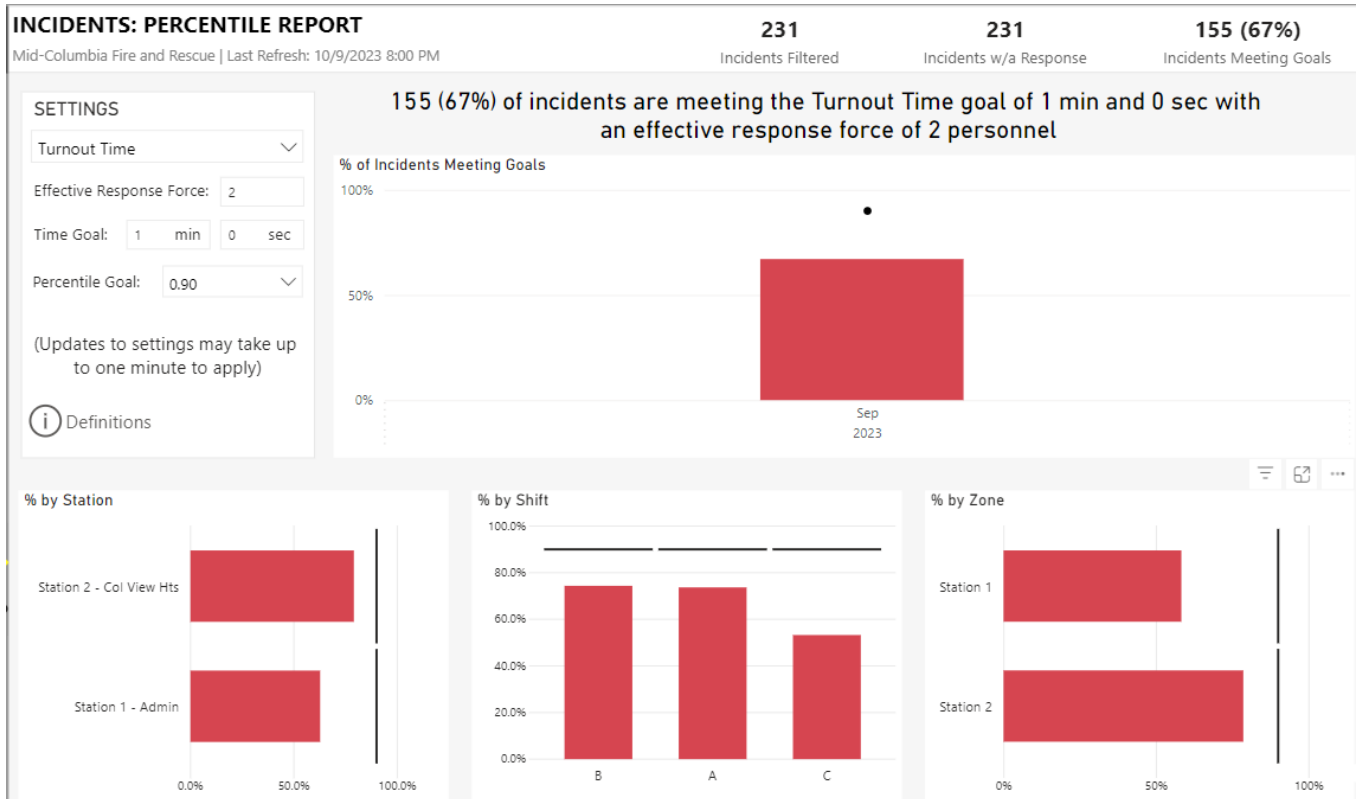 INCIDENTS: PERCENTILE REPORT
Mid-Columbia Fire and Rescue | Last Refresh: 10/9/2023 8:00 PM
231
Incidents Filtered
231
Incidents w/a Response
155 (67%)
Incidents Meeting Goals
SETTINGS
Turnout Time
Effective Response Force: 2
Time Goal: 1 min 0 sec
Percentile Goal: 0.90
(Updates to settings may take up
to one minute to apply)
i Definitions
155 (67%) of incidents are meeting the Turnout Time goal of 1 min and 0 sec with
an effective response force of 2 personnel
% of Incidents Meeting Goals
100%
50%
0%
Sep
2023
% by Station
Station 2 - Col View Hts
Station 1 - Admin
0.0% 50.0% 100.0%
% by Shift
100.0%
80.0%
60.0%
40.0%
20.0%
0.0%
B A C
% by Zone
Station 1
Station 2
0% 50% 100%